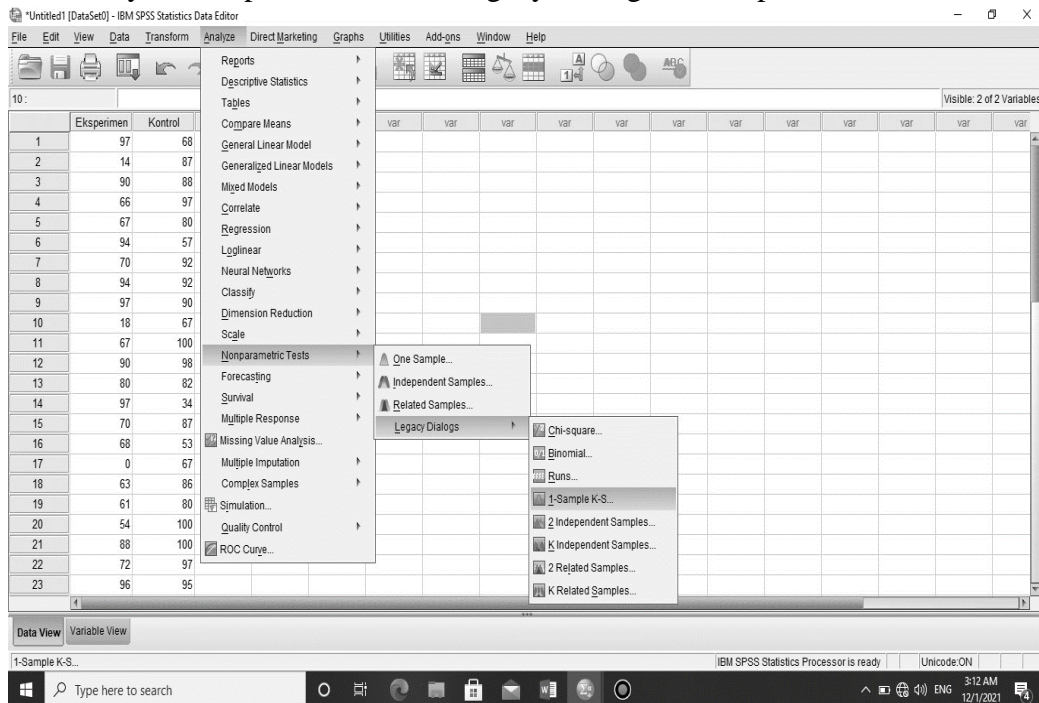 *Untitled1 [DataSet0] - IBM SPSS Statistics Data Editor
File Edit View Data Transform Analyze Direct Marketing Graphs Utilities Add-ons Window Help
10 :
Visible: 2 of 2 Variables
Eksperimen Kontrol var var var var var var var var var var var
1 97 68
2 14 87
3 90 88
4 66 97
5 67 80
6 94 57
7 70 92
8 94 92
9 97 90
10 18 67
11 67 100
12 90 98
13 80 82
14 97 34
15 70 87
16 68 53
17 0 67
18 63 86
19 61 80
20 54 100
21 88 100
22 72 97
23 96 95
Reports
Descriptive Statistics
Tables
Compare Means
General Linear Model
Generalized Linear Models
Mixed Models
Correlate
Regression
Loglinear
Neural Networks
Classify
Dimension Reduction
Scale
Nonparametric Tests
Forecasting
Survival
Multiple Response
Missing Value Analysis...
Multiple Imputation
Complex Samples
Simulation...
Quality Control
ROC Curve...
One Sample...
Independent Samples...
Related Samples...
Legacy Dialogs
Chi-square...
Binomial...
Runs...
1-Sample K-S...
2 Independent Samples...
K Independent Samples...
2 Related Samples...
K Related Samples...
Data View Variable View
1-Sample K-S...
IBM SPSS Statistics Processor is ready Unicode:ON
Type here to search
ENG 3:12 AM
12/1/2021